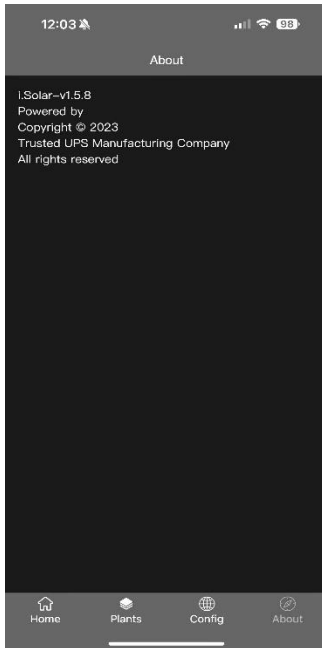 12:03
98
About
i.Solar-v1.5.8
Powered by
Copyright © 2023
Trusted UPS Manufacturing Company
All rights reserved
Home
Plants
Config
About